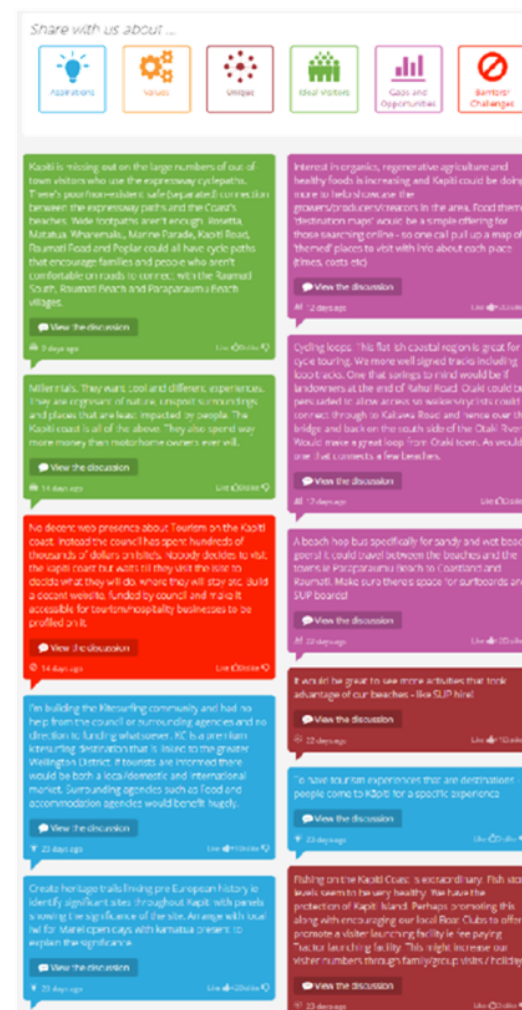 Share with us about ...
Aspirations
Values
Unique
Ideal Visitors
Gaps and
Opportunities
Barriers/
Challenges
Kapiti is missing out on the large numbers of out of
town visitors who use the expressway cyclepaths.
There's poor/non-existent safe (separated) connection
between the expressway paths and the Coast's
beaches. Wide footpaths aren't enough. Rosetta,
Matatua, Wharemauku, Marine Parade, Kapiti Road,
Raumati Road and Poplar could all have cycle paths
that encourage families and people who aren't
comfortable on roads to connect with the Raumati
South, Raumati Beach and Paraparaumu Beach
villages.
View the discussion
days ago
Millennials. They want cool and different experiences.
They are cognisant of nature, unspoilt surroundings
and places that are least impacted by people. The
Kapiti coast is all of the above. They also spend way
more money than motorhome owners ever will.
View the discussion
14 days ago
No decent web presence about Tourism on the Kapiti
coast. Instead the council has spent hundreds of
thousands of dollars on Isite's. Nobody decides to visit
the kapiti coast but waits till they visit the isite to
decide what they will do, where they will stay etc. Build
a decent website, funded by council and make it
accessible for tourism/hospitality businesses to be
profiled on it.
View the discussion
14 days ago
I'm building the Kitesurfing community and had no
help from the council or surrounding agencies and no
direction to funding whatsoever. KC is a premium
kitesurfing destination that is linked to the greater
Wellington District. If tourists are informed there
would be both a local/domestic and international
market. Surrounding agencies such as Food and
accommodation agencies would benefit hugely.
View the discussion
23 days ago
Create heritage trails linking pre European history ie
identify significant sites throughout Kapiti with panels
showing the significance of the site. Arrange with local
Iwi for Marei open days with kamatua present to
explain the significance
View the discussion
23 days ago
Interest in organics, regenerative agriculture and
healthy foods is increasing and Kapiti could be doing
more to help showcase the
growers/producers/creators in the area. Food theme
'destination maps' would be a simple offering for
those searching online - so one call pull up a map of
'themed' places to visit with info about each place
(times, costs etc)
View the discussion
12 days ago
Cycling loops. This flat ish coastal region is great for
cycle touring. We more well signed tracks including
loop tracks. One that springs to mind would be if
landowners at the end of Rahui Road Otaki could be
persuaded to allow access so walkers/cyclists could
connect through to Road and hence over the
bridge and back on the south side of the Otaki River
Would make a great loop from Otaki town. As would
one that connects a few beaches.
View the discussion
12 days ago
A beach hop bus specifically for sandy and wet beach
goers! it could travel between the beaches and the
towns ie Paraparaumu Beach to Coastland and
Raumati. Make sure there's space for surfboards and
SUP boards!
View the discussion
22 days ago
It would be great to see more activities that took
advantage of our beaches - like SUP hire!
View the discussion
22 days ago
To have tourism experiences that are destinations -
people come to Kāpiti for a specific experience
View the discussion
23 days ago
Fishing on the Kapiti Coast is extraordinary. Fish stock
levels seem to be very healthy. We have the
protection of Kapiti Island. Perhaps promoting this
along with encouraging our local Boat Clubs to offer
promote a visiter launching facility ie fee paying
Tractor launching facility. This might increase our
visiter numbers through family/group visits / holiday
View the discussion
23 days ago